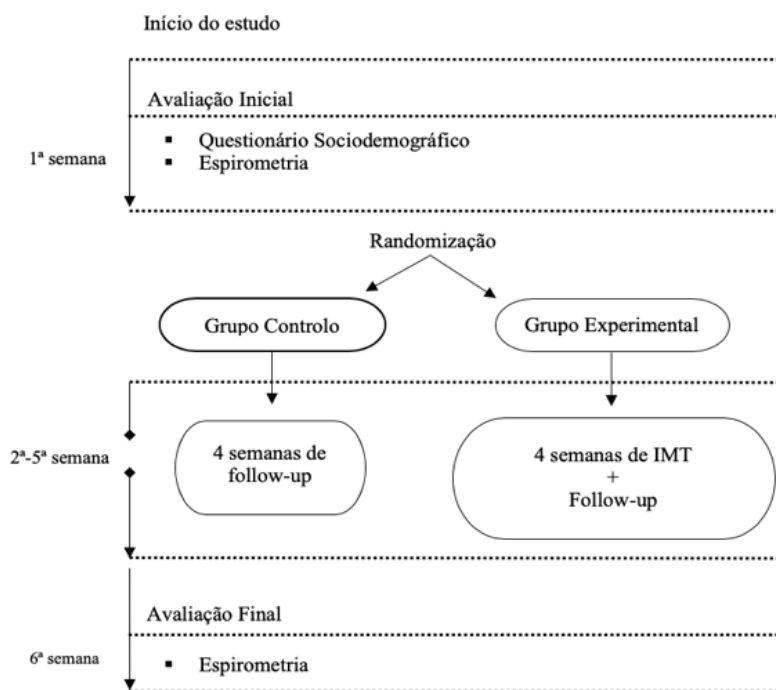 Início do estudo
Avaliação Inicial
▪ Questionário Sociodemográfico
1ª semana
▪ Espirometria
Randomização
Grupo Controlo
Grupo Experimental
2ª-5ª semana
4 semanas de
follow-up
4 semanas de IMT
+
Follow-up
Avaliação Final
6ª semana
▪ Espirometria